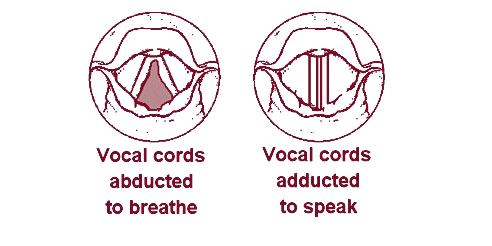 Vocal cords
abducted
to breathe
Vocal cords
adducted
to speak